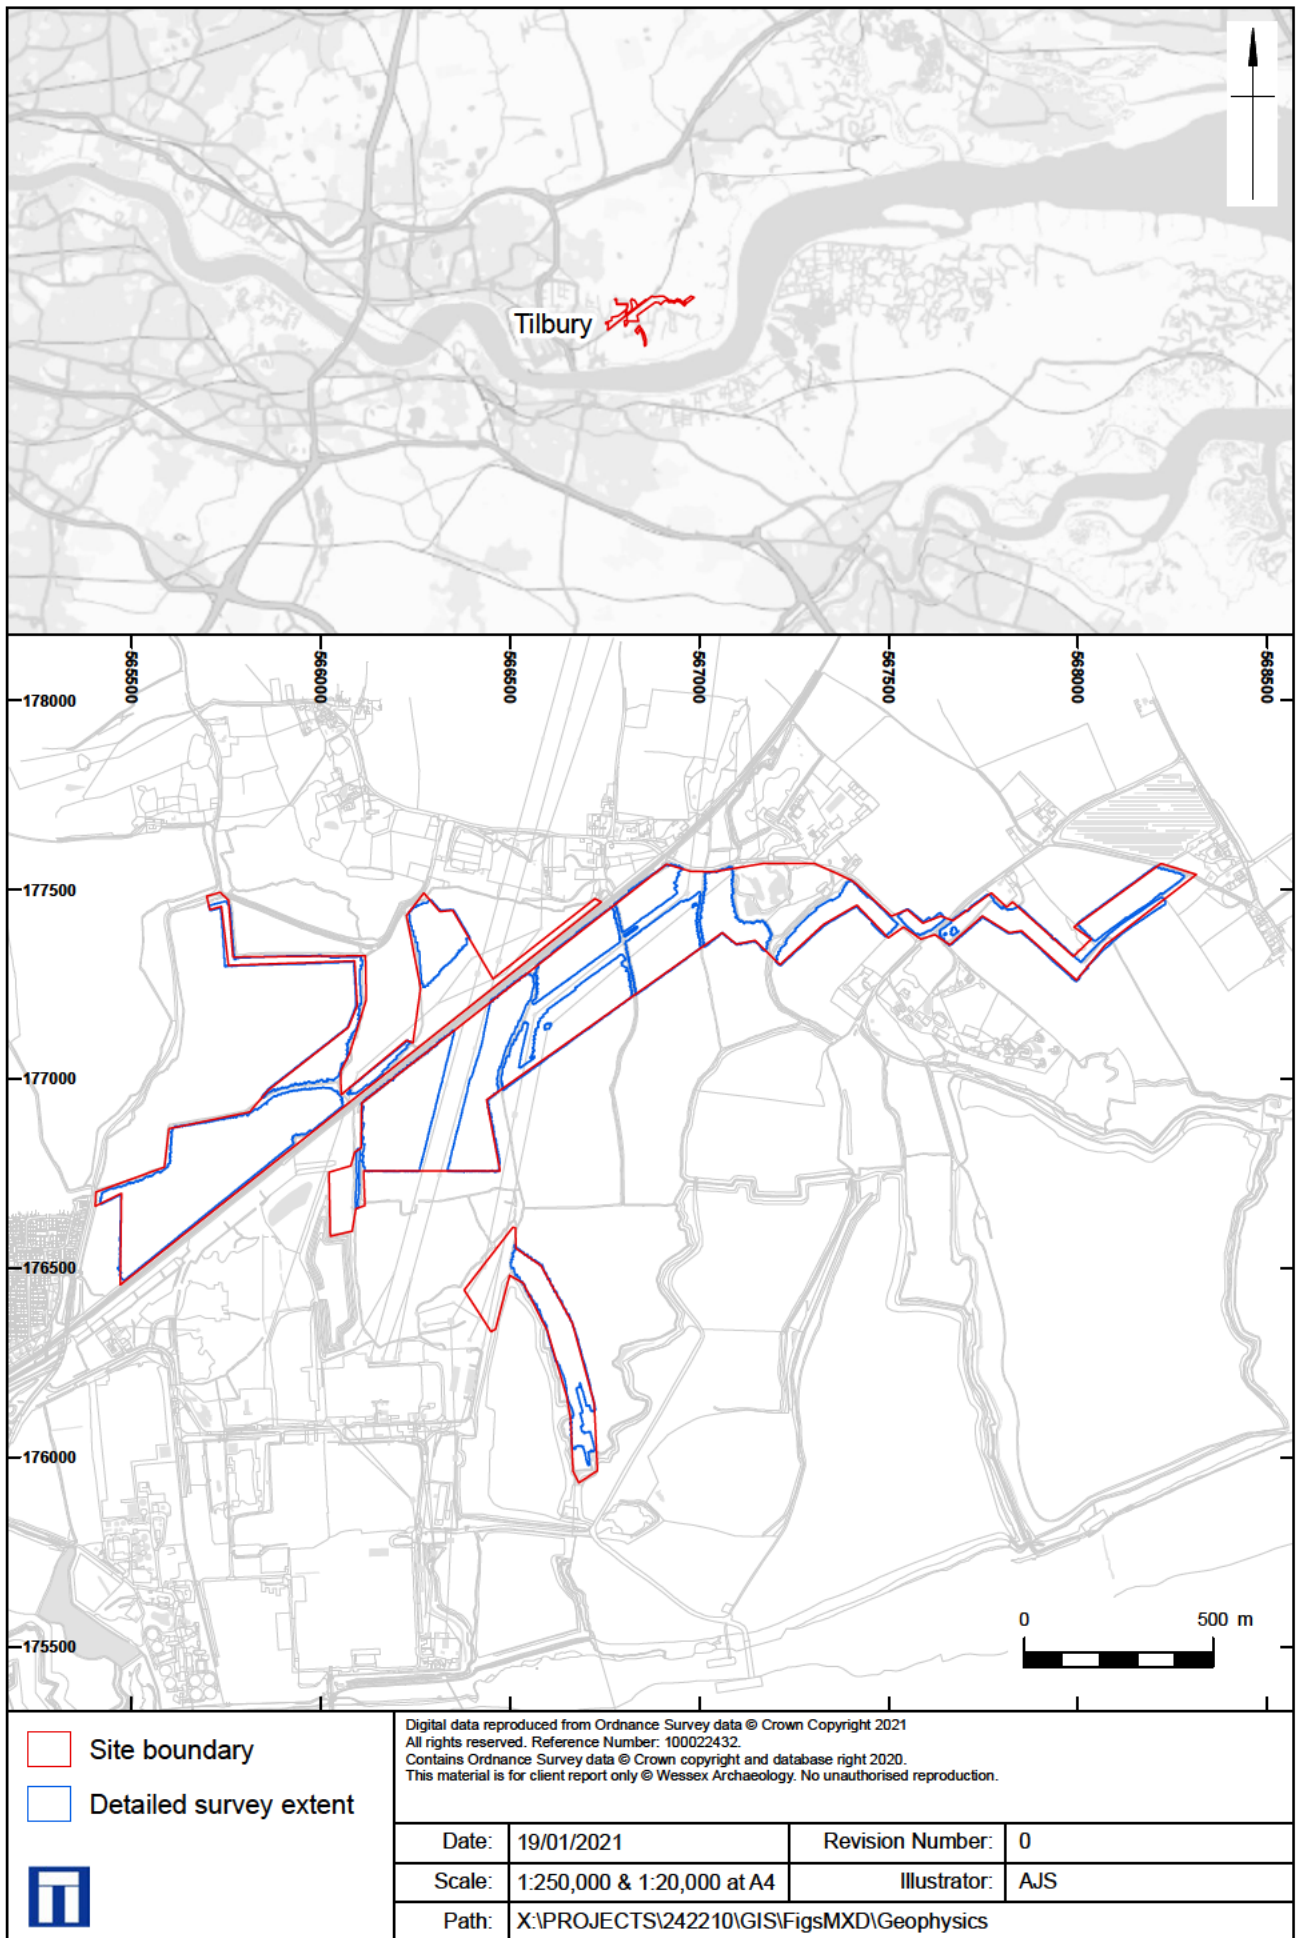 Tilbury
565500
566000
566500
567000
567500
568000
568500
178000
177500
177000
176500
176000
175500
0 500 m
Site boundary
Detailed survey extent
Digital data reproduced from Ordnance Survey data © Crown Copyright 2021
All rights reserved. Reference Number: 100022432.
Contains Ordnance Survey data © Crown copyright and database right 2020.
This material is for client report only © Wessex Archaeology. No unauthorised reproduction.
Date: 19/01/2021 Revision Number: 0
Scale: 1:250,000 & 1:20,000 at A4 Illustrator: AJS
Path: X:\PROJECTS\242210\GIS\FigsMXD\Geophysics